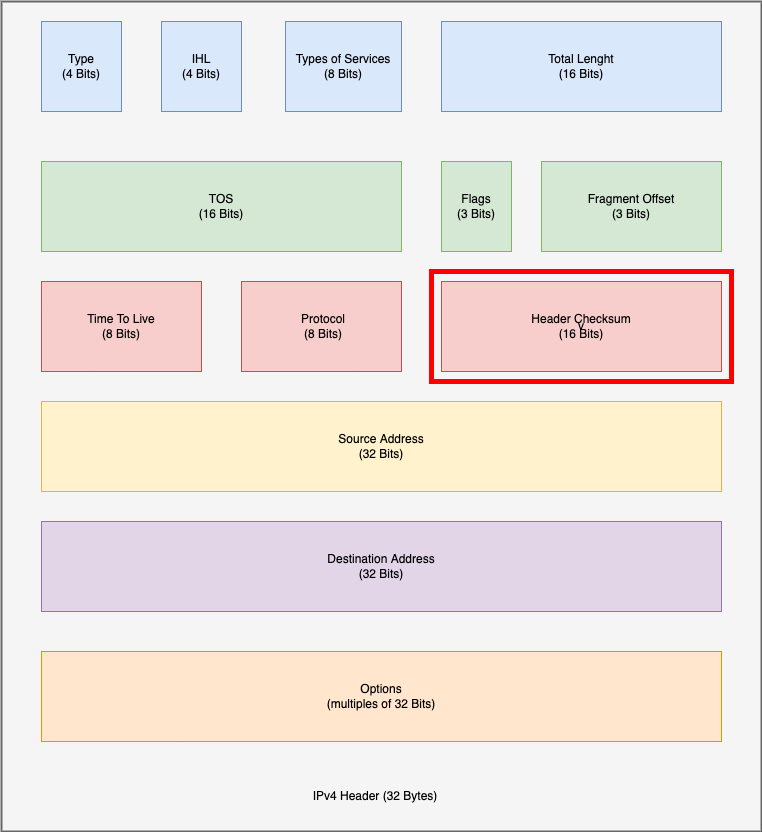 Type
(4 Bits)
IHL
(4 Bits)
Types of Services
(8 Bits)
Total Lenght
(16 Bits)
TOS
(16 Bits)
Flags
(3 Bits)
Fragment Offset
(3 Bits)
Time To Live
(8 Bits)
Protocol
(8 Bits)
Header Checksum
V
(16 Bits)
Source Address
(32 Bits)
Destination Address
(32 Bits)
Options
(multiples of 32 Bits)
IPv4 Header (32 Bytes)